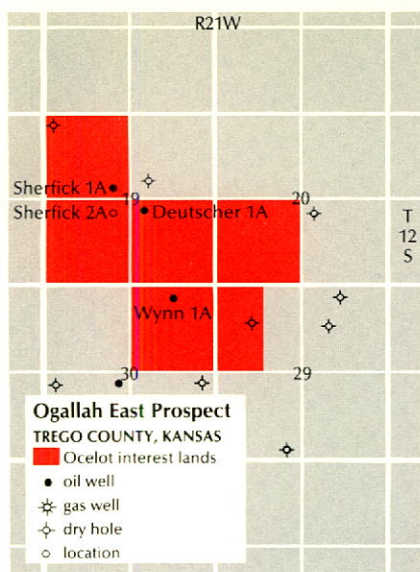 R21W
Sherfick 1A
19
20
Sherfick 2A
Deutscher 1A
T
12
S
Wynn 1A
30
29
Ogallah East Prospect
TREGO COUNTY, KANSAS
Ocelot interest lands
oil well
gas well
dry hole
location